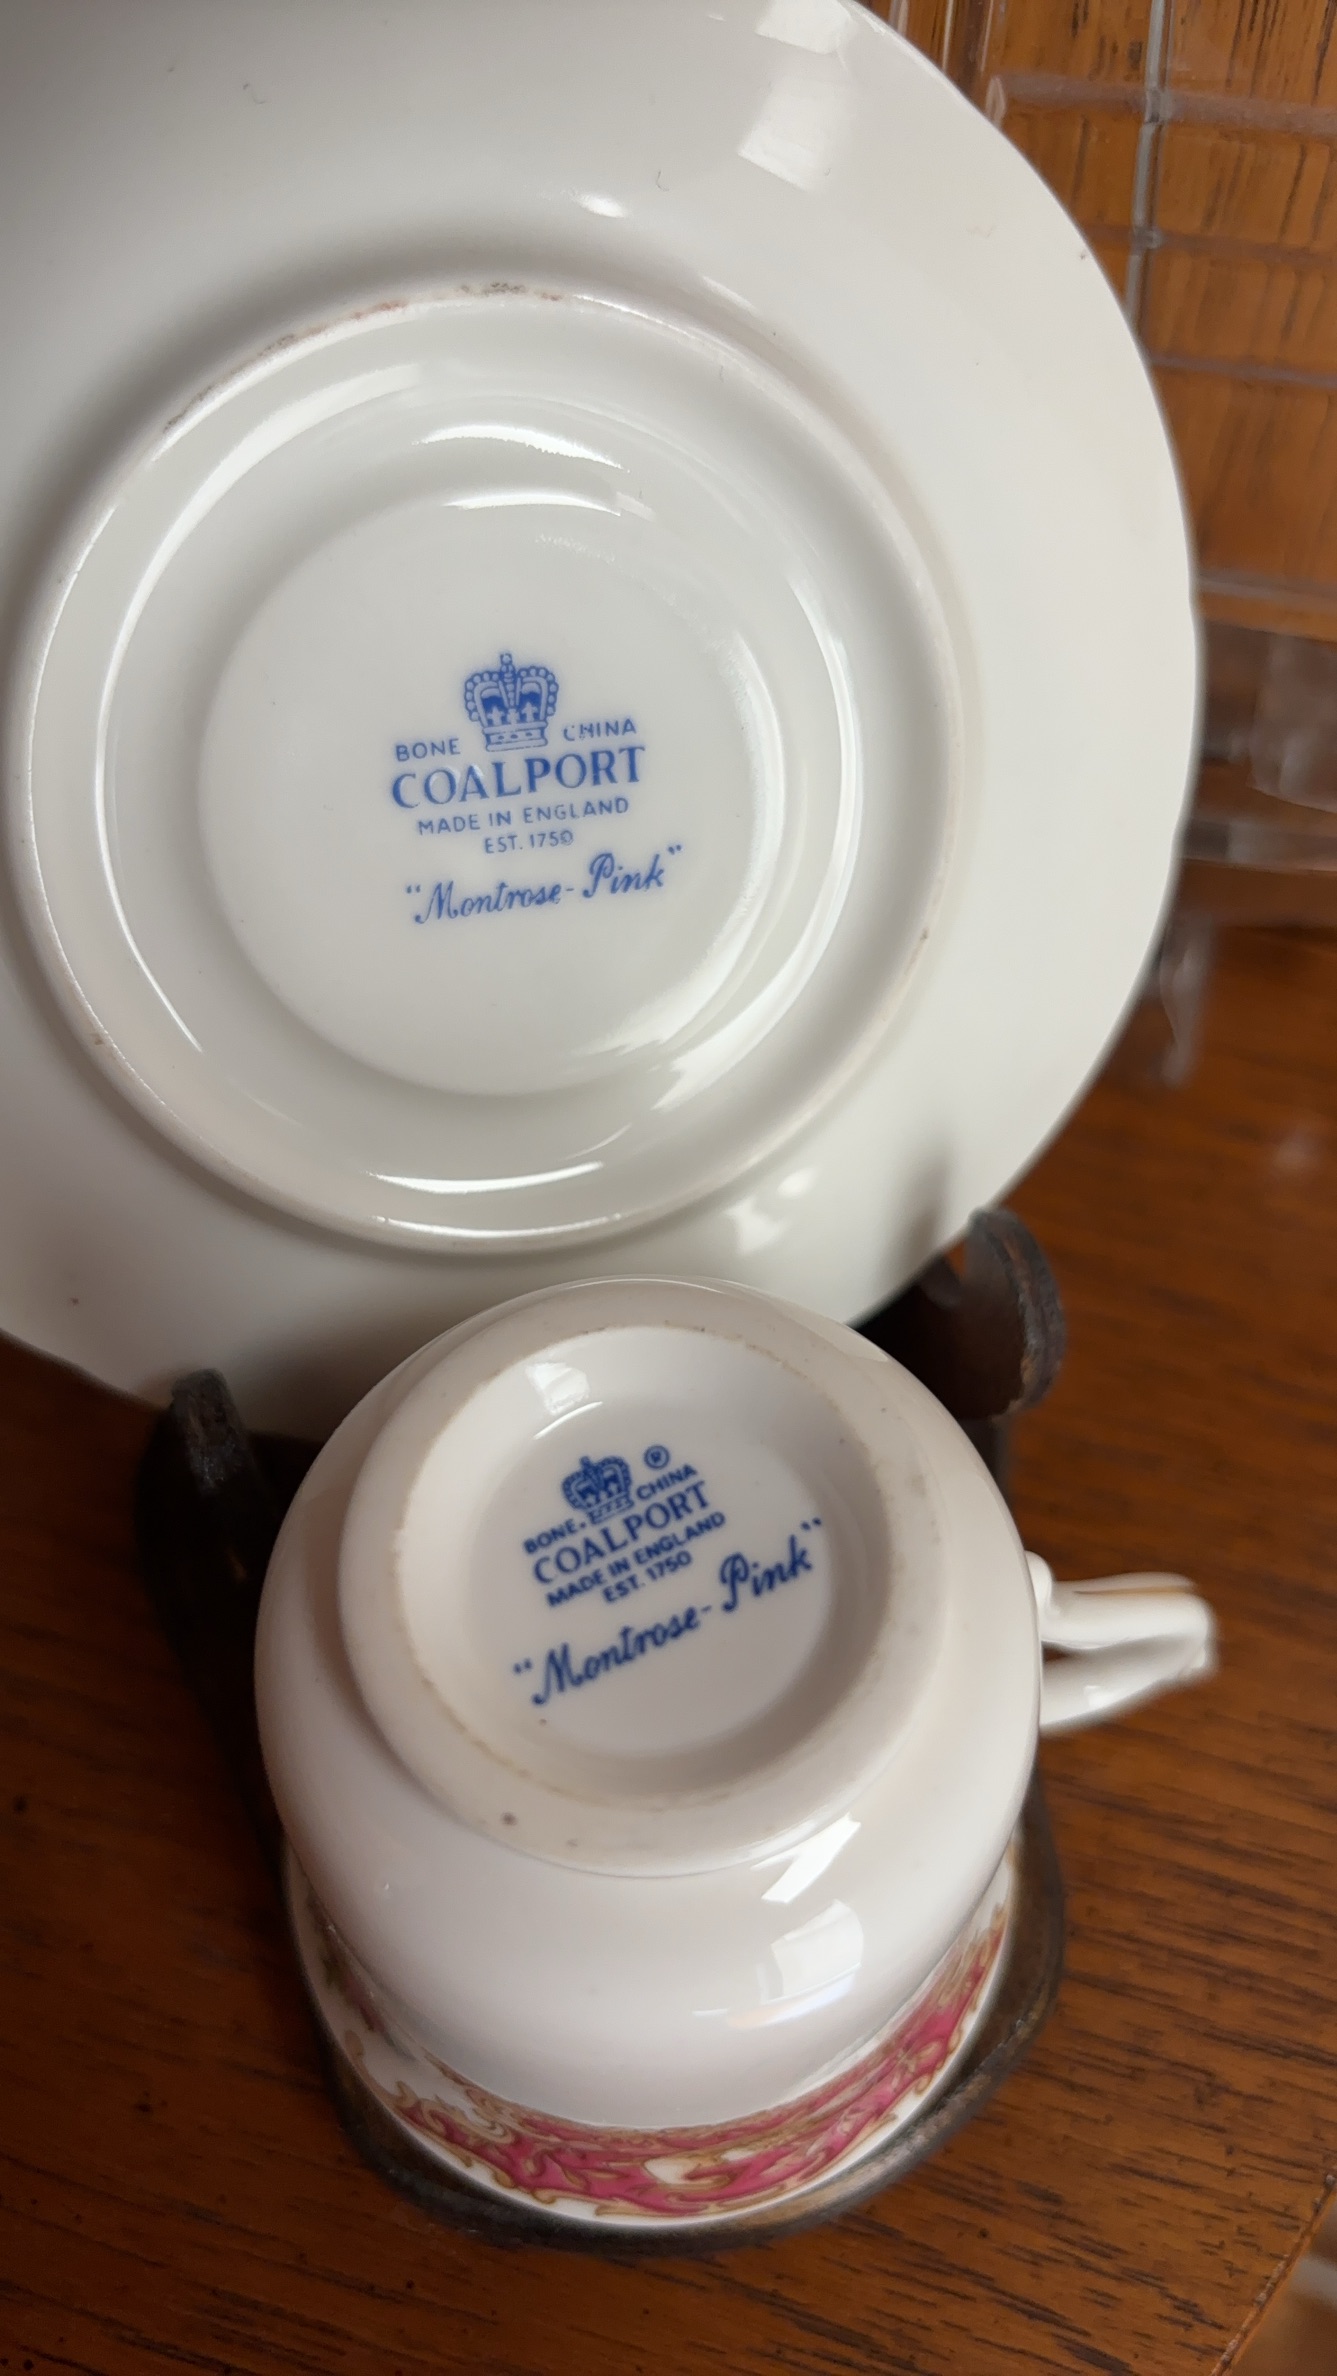 BONE CHINA
COALPORT
MADE IN ENGLAND
EST. 1750
"Montrose-Pink"
®
BONE CHINA
COALPORT
MADE IN ENGLAND
EST. 1750
"Montrose-Pink"